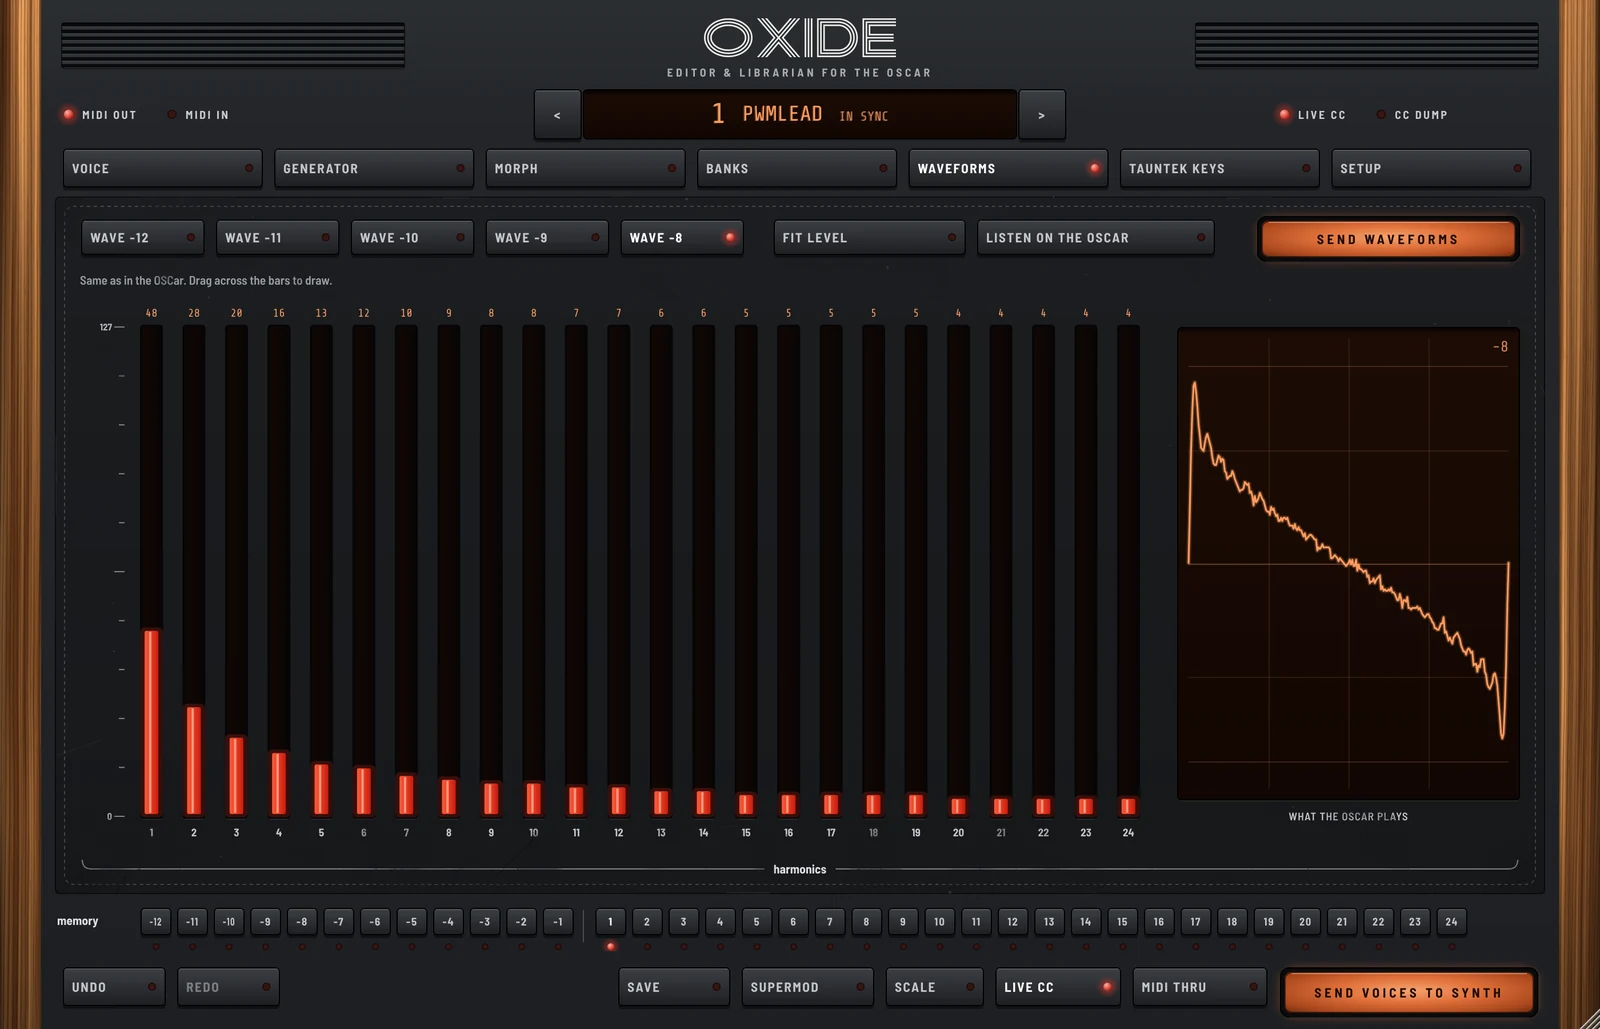 OXIDE
EDITOR & LIBRARIAN FOR THE OSCAR
MIDI OUT MIDI IN < 1 PWMLEAD IN SYNC > LIVE CC CC DUMP
VOICE GENERATOR MORPH BANKS WAVEFORMS TAUNTEK KEYS SETUP
WAVE -12 WAVE -11 WAVE -10 WAVE -9 WAVE -8 FIT LEVEL LISTEN ON THE OSCAR SEND WAVEFORMS
Same as in the OSCar. Drag across the bars to draw.
48 28 20 16 13 12 10 9 8 8 7 7 6 6 5 5 5 5 5 4 4 4 4 4
127
-8
0
WHAT THE OSCAR PLAYS
1 2 3 4 5 6 7 8 9 10 11 12 13 14 15 16 17 18 19 20 21 22 23 24
harmonics
memory -12 -11 -10 -9 -8 -7 -6 -5 -4 -3 -2 -1 1 2 3 4 5 6 7 8 9 10 11 12 13 14 15 16 17 18 19 20 21 22 23 24
UNDO REDO SAVE SUPERMOD SCALE LIVE CC MIDI THRU SEND VOICES TO SYNTH